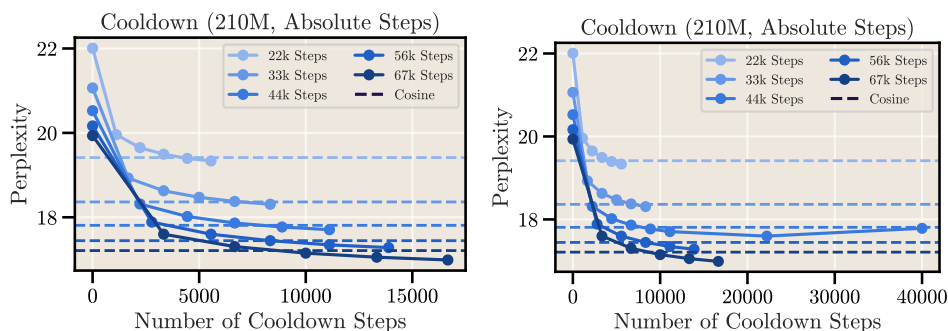 Cooldown (210M, Absolute Steps)
22
20
18
Perplexity
22k Steps
33k Steps
44k Steps
56k Steps
67k Steps
Cosine
0
5000
10000
15000
Number of Cooldown Steps
Cooldown (210M, Absolute Steps)
22
20
18
Perplexity
22k Steps
33k Steps
44k Steps
56k Steps
67k Steps
Cosine
0
10000
20000
30000
40000
Number of Cooldown Steps